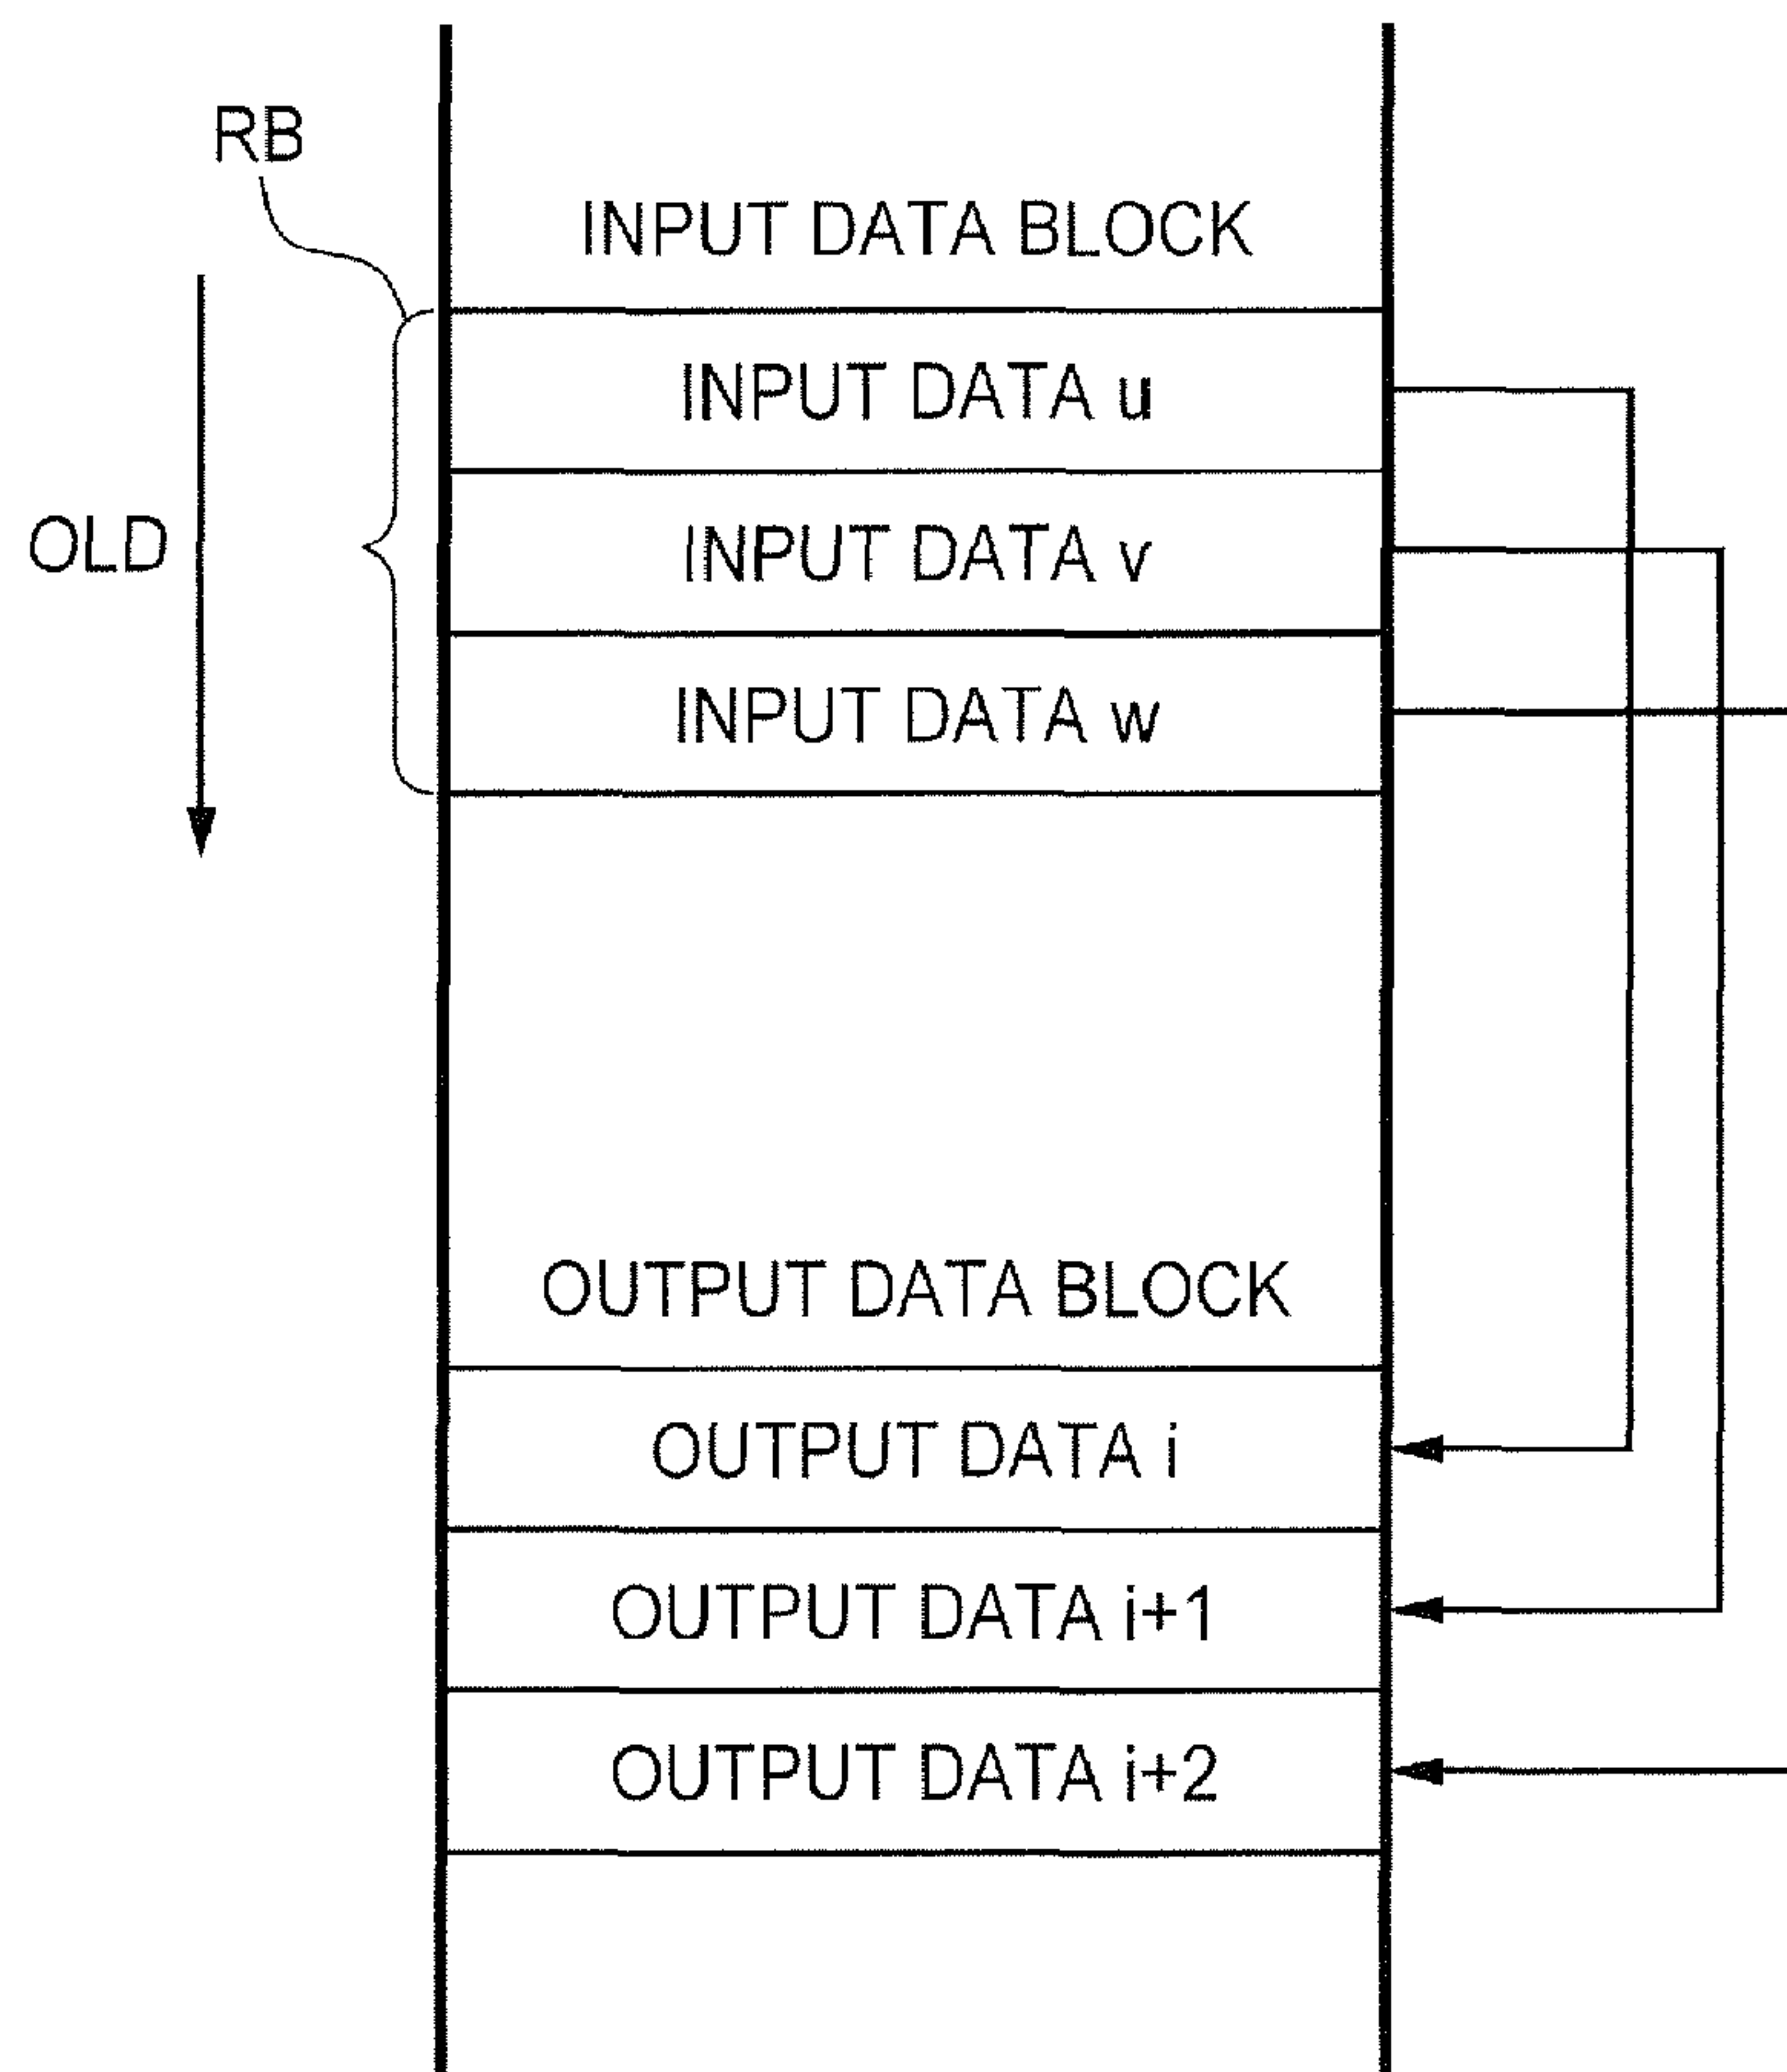 RB
INPUT DATA BLOCK
INPUT DATA u
OLD
INPUT DATA v
INPUT DATA w
OUTPUT DATA BLOCK
OUTPUT DATA i
OUTPUT DATA i+1
OUTPUT DATA i+2